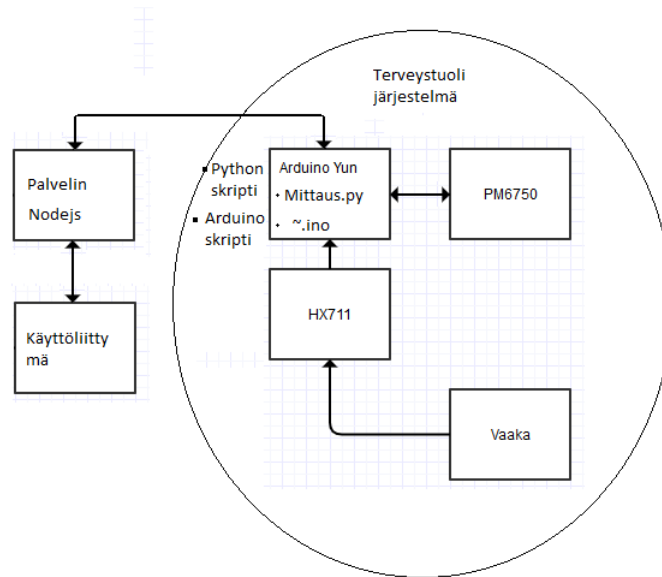 Terveystuoli
järjestelmä
Palvelin
Nodejs
Käyttöliitty
mä
▪ Python
skripti
▪ Arduino
skripti
Arduino Yun
· Mittaus.py
· ~.ino
PM6750
HX711
Vaaka